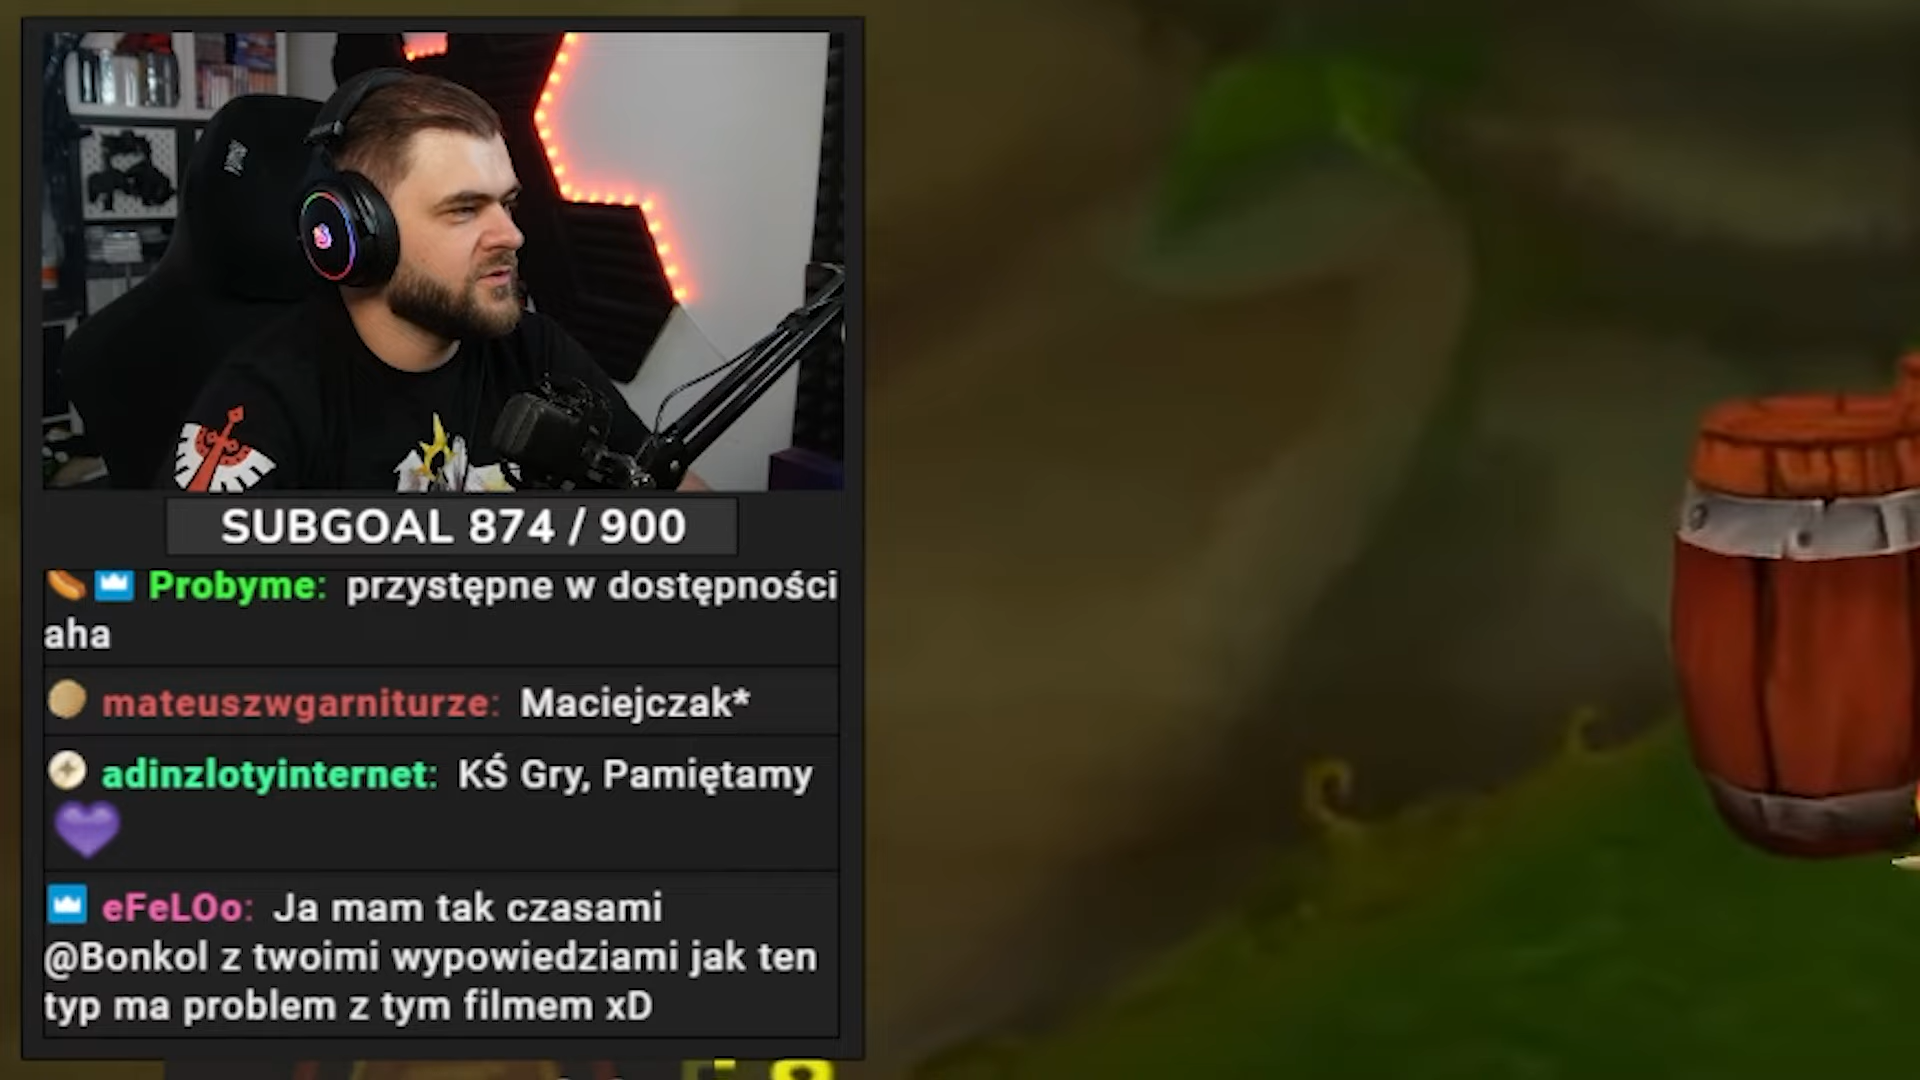 SUBGOAL 874 / 900
Probyme: przystępne w dostępności
aha
mateuszwgarniturze: Maciejczak*
adinzlotyinternet: KŚ Gry, Pamiętamy
eFeLOo: Ja mam tak czasami
@Bonkol z twoimi wypowiedziami jak ten
typ ma problem z tym filmem xD